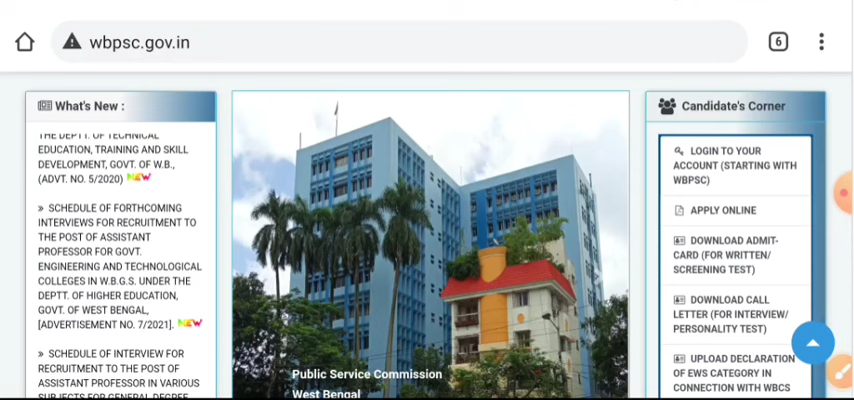 wbpsc.gov.in
6
What's New :
THE DEPTT. OF TECHNICAL
EDUCATION, TRAINING AND SKILL
DEVELOPMENT, GOVT. OF W.B.,
(ADVT. NO. 5/2020) NEW
» SCHEDULE OF FORTHCOMING
INTERVIEWS FOR RECRUITMENT TO
THE POST OF ASSISTANT
PROFESSOR FOR GOVT.
ENGINEERING AND TECHNOLOGICAL
COLLEGES IN W.B.G.S. UNDER THE
DEPTT. OF HIGHER EDUCATION,
GOVT. OF WEST BENGAL,
[ADVERTISEMENT NO. 7/2021]. NEW
» SCHEDULE OF INTERVIEW FOR
RECRUITMENT TO THE POST OF
ASSISTANT PROFESSOR IN VARIOUS
SUBJECTS FOR GENERAL DEGREE
Public Service Commission
West Bengal
Candidate's Corner
LOGIN TO YOUR
ACCOUNT (STARTING WITH
WBPSC)
APPLY ONLINE
DOWNLOAD ADMIT-
CARD (FOR WRITTEN/
SCREENING TEST)
DOWNLOAD CALL
LETTER (FOR INTERVIEW/
PERSONALITY TEST)
UPLOAD DECLARATION
OF EWS CATEGORY IN
CONNECTION WITH WBCS